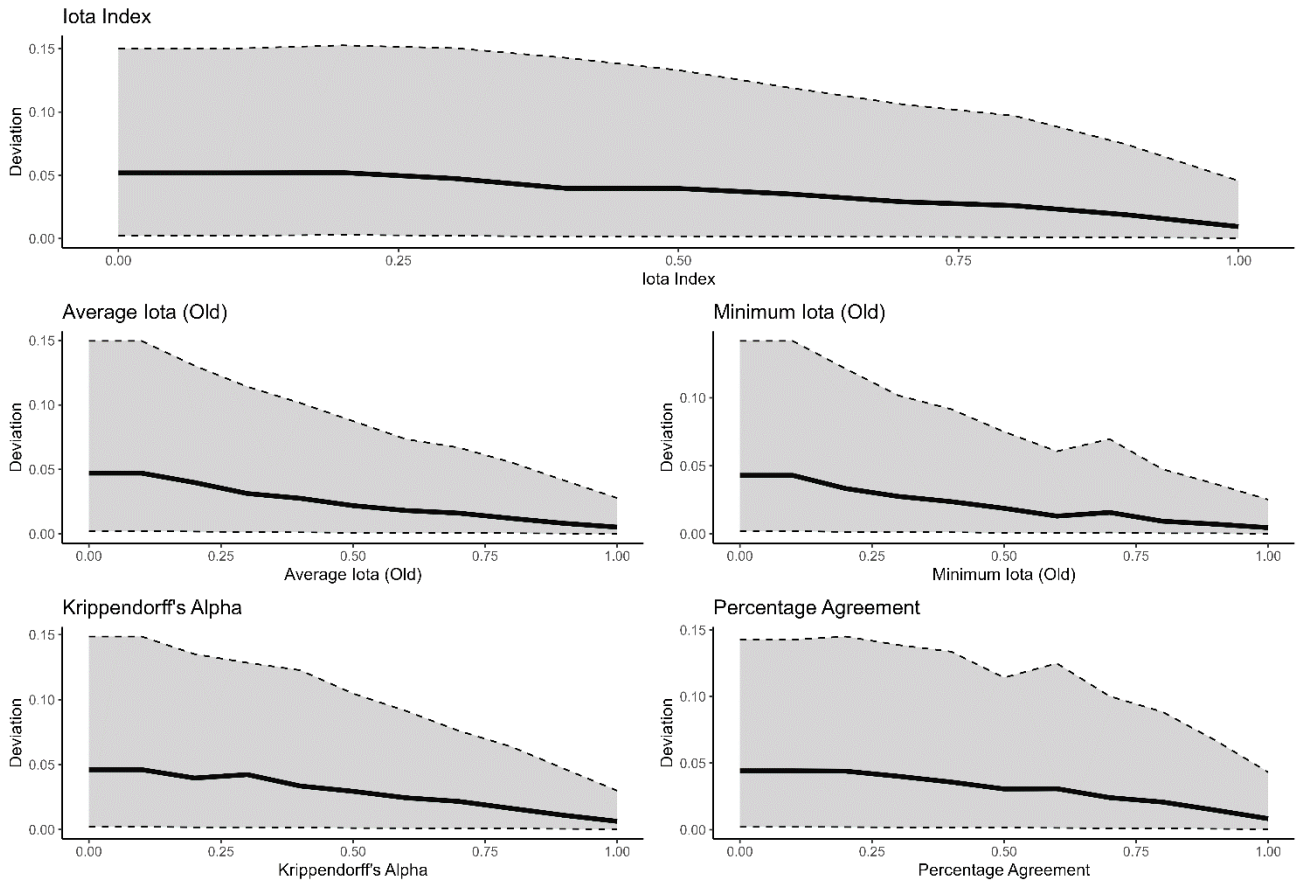 Iota Index
Deviation
0.15
0.10
0.05
0.00
0.00 0.25 0.50 0.75 1.00
Iota Index
Average Iota (Old)
Deviation
0.15
0.10
0.05
0.00
0.00 0.25 0.50 0.75 1.00
Average Iota (Old)
Minimum Iota (Old)
Deviation
0.10
0.05
0.00
0.00 0.25 0.50 0.75 1.00
Minimum Iota (Old)
Krippendorff's Alpha
Deviation
0.15
0.10
0.05
0.00
0.00 0.25 0.50 0.75 1.00
Krippendorff's Alpha
Percentage Agreement
Deviation
0.15
0.10
0.05
0.00
0.00 0.25 0.50 0.75 1.00
Percentage Agreement